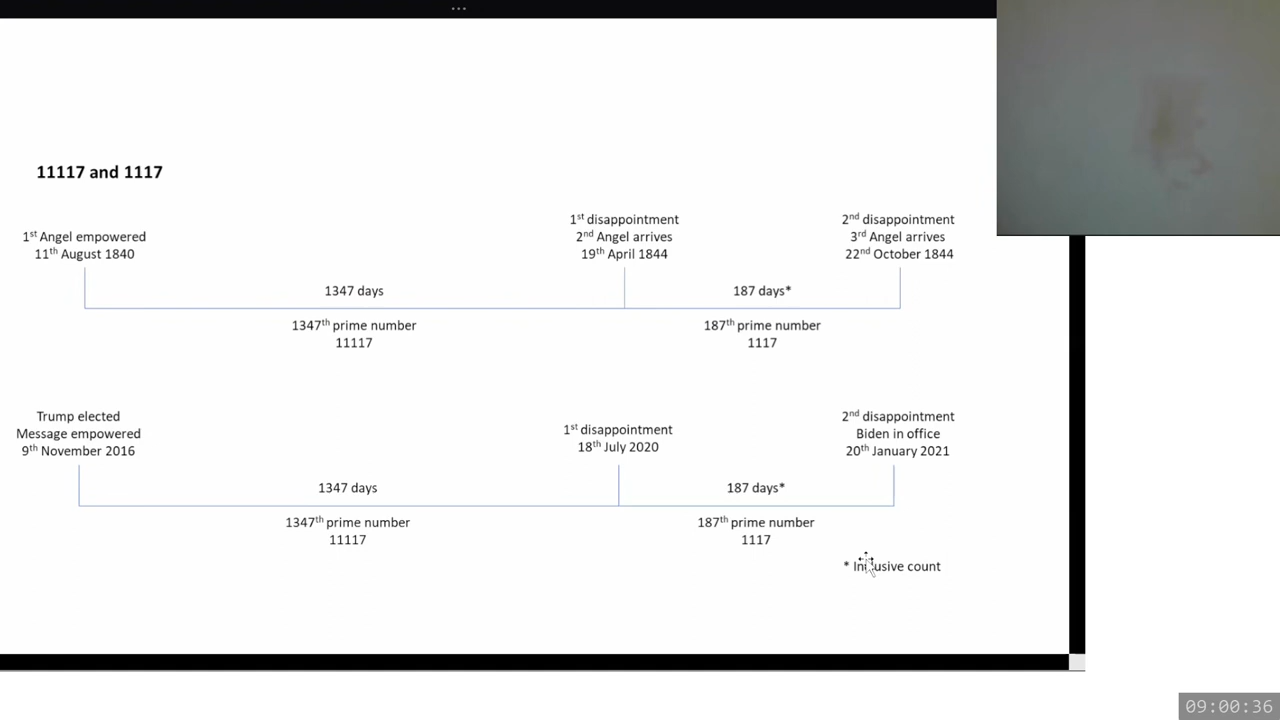 11117 and 1117
1st Angel empowered
11th August 1840
1st disappointment
2nd Angel arrives
19th April 1844
2nd disappointment
3rd Angel arrives
22nd October 1844
1347 days
187 days*
1347th prime number
11117
187th prime number
1117
Trump elected
Message empowered
9th November 2016
1st disappointment
18th July 2020
2nd disappointment
Biden in office
20th January 2021
1347 days
187 days*
1347th prime number
11117
187th prime number
1117
* Inclusive count
09:00:36